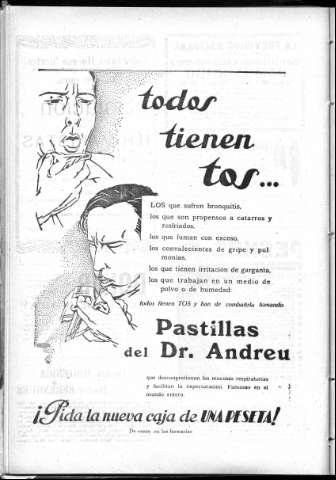 todos
tienen
tos...
LOS que sufren bronquitis,
los que son propensos a catarros y
resfriados,
los que fuman con exceso,
los convalecientes de gripe y pul
monías,
los que tienen irritación de garganta,
los que trabajan en un medio de
polvo o de humedad:
todos tienen TOS y han de combatirla tomando
Pastillas
del Dr. Andreu
que descongestionan las mucosas respiratorias
y facilitan la expectoración Famosas en el
mundo entero.
¡Pida la nueva caja de UNA PESETA!
De venta en las farmacias